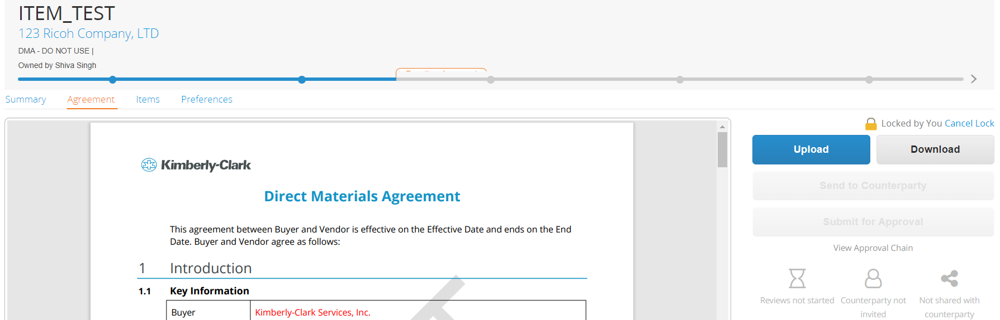 ITEM_TEST
123 Ricoh Company, LTD
DMA - DO NOT USE |
Owned by Shiva Singh
Summary Agreement Items Preferences
Locked by You Cancel Lock
Upload Download
Send to Counterparty
Submit for Approval
View Approval Chain
Reviews not started
Counterparty not
invited
Not shared with
counterparty
Kimberly-Clark
Direct Materials Agreement
This agreement between Buyer and Vendor is effective on the Effective Date and ends on the End
Date. Buyer and Vendor agree as follows:
1 Introduction
1.1 Key Information
Buyer Kimberly-Clark Services, Inc.